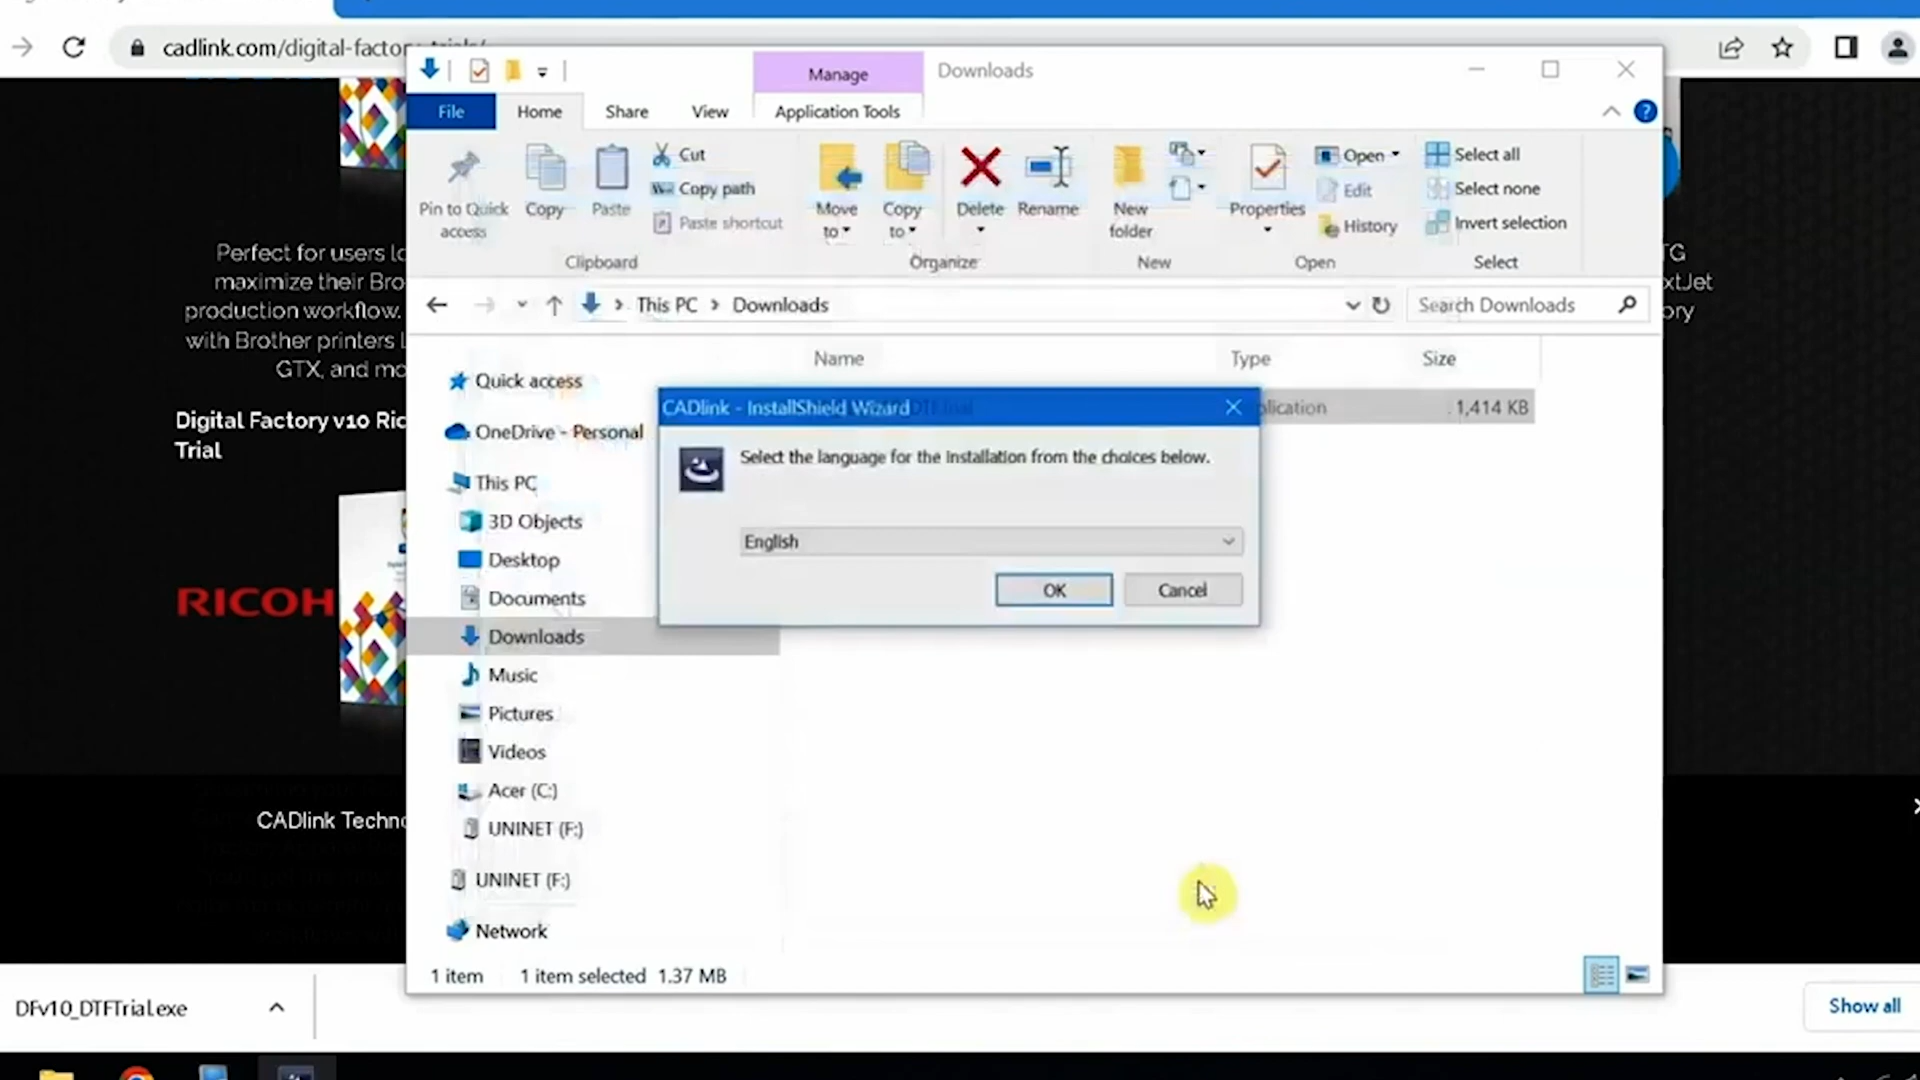 cadlink.com/digital-factory-trials/
Manage
Downloads
File
Home
Share
View
Application Tools
Pin to Quick access
Copy
Paste
Cut
Copy path
Paste shortcut
Clipboard
Move to
Copy to
Delete
Rename
Organize
New folder
New
Properties
Open
Edit
History
Open
Select all
Select none
Invert selection
Select
This PC
Downloads
Search Downloads
Name
Type
Size
Quick access
OneDrive - Personal
This PC
3D Objects
Desktop
Documents
Downloads
Music
Pictures
Videos
Acer (C:)
UNINET (F:)
UNINET (F:)
Network
1,414 KB
CADlink - InstallShield Wizard
Select the language for the installation from the choices below.
English
OK
Cancel
1 item
1 item selected 1.37 MB
Perfect for users
maximize their Bro
production workflow.
with Brother printers
GTX, and mo
Digital Factory v10 Ric
Trial
RICOH
CADlink Techno
TG
xtJet
ory
DFv10_DTFTrial.exe
Show all